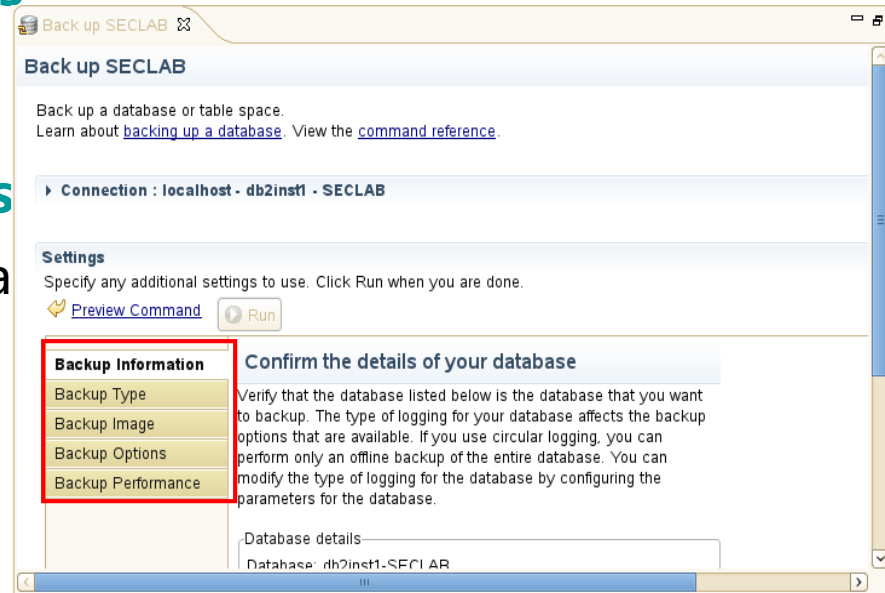 s
Back up SECLAB
Back up SECLAB
Back up a database or table space.
Learn about backing up a database. View the command reference.
Connection : localhost - db2inst1 - SECLAB
s
Settings
a
Specify any additional settings to use. Click Run when you are done.
Preview Command
Run
Backup Information
Backup Type
Backup Image
Backup Options
Backup Performance
Confirm the details of your database
Verify that the database listed below is the database that you want
to backup. The type of logging for your database affects the backup
options that are available. If you use circular logging, you can
perform only an offline backup of the entire database. You can
modify the type of logging for the database by configuring the
parameters for the database.
Database details
Database: db2inst1-SECLAB